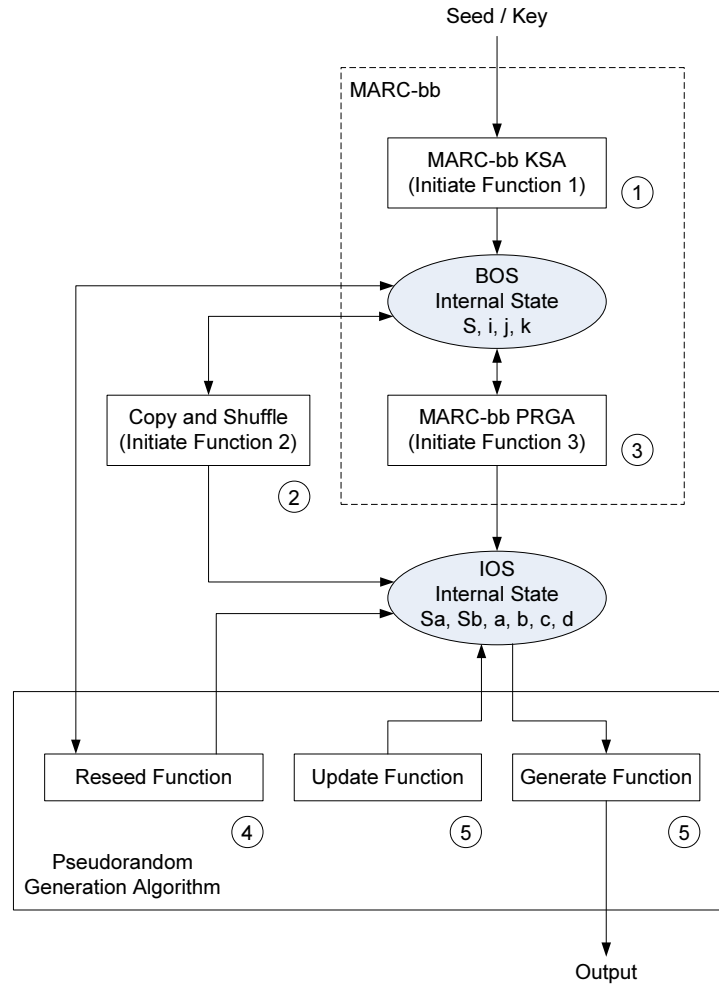 Seed / Key
MARC-bb
MARC-bb KSA
(Initiate Function 1)
1
BOS
Internal State
S, i, j, k
Copy and Shuffle
(Initiate Function 2)
2
MARC-bb PRGA
(Initiate Function 3)
3
IOS
Internal State
Sa, Sb, a, b, c, d
Reseed Function
4
Update Function
5
Generate Function
5
Pseudorandom
Generation Algorithm
Output